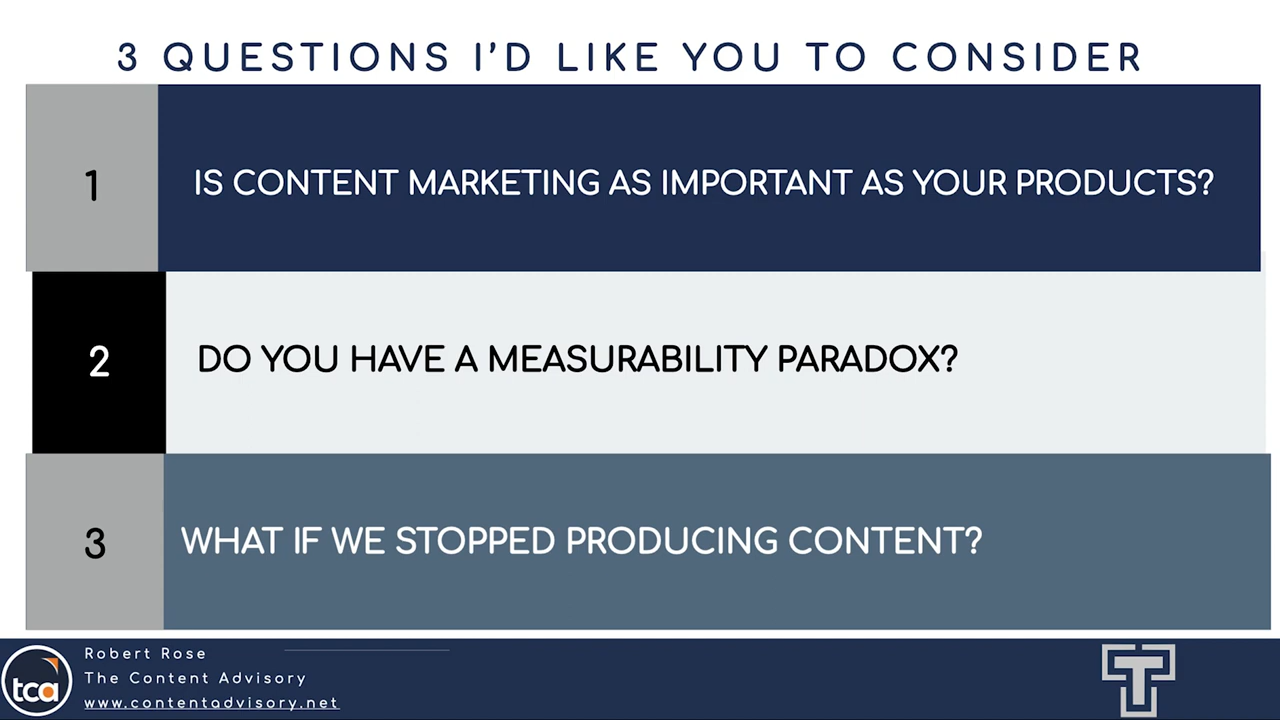 3 QUESTIONS I'D LIKE YOU TO CONSIDER
1
IS CONTENT MARKETING AS IMPORTANT AS YOUR PRODUCTS?
2
DO YOU HAVE A MEASURABILITY PARADOX?
3
WHAT IF WE STOPPED PRODUCING CONTENT?
tca
Robert Rose
The Content Advisory
www.contentadvisory.net
T